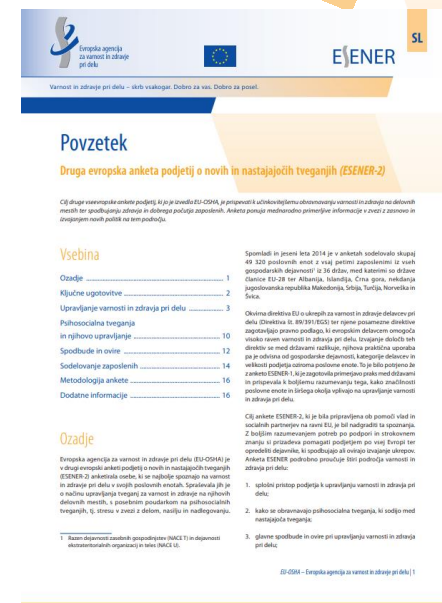 SL
Evropska agencija
za varnost in zdravje
pri delu
ESENER
Varnost in zdravje pri delu – skrb vsakogar. Dobro za vas. Dobro za posel.
Povzetek
Druga evropska anketa podjetij o novih in nastajajočih tveganjih (ESENER-2)
Cilj druge vseevropske ankete podjetij, ki jo je izvedla EU-OSHA, je prispevati k učinkovitejšemu obravnavanju varnosti in zdravja na delovnih
mestih ter spodbujanju zdravja in dobrega počutja zaposlenih. Anketa ponuja mednarodno primerljive informacije v zvezi z zasnovo in
izvajanjem novih politik na tem področju.
Vsebina
Ozadje 1
Ključne ugotovitve 2
Upravljanje varnosti in zdravja pri delu 3
Psihosocialna tveganja
in njihovo upravljanje 10
Spodbude in ovire 12
Sodelovanje zaposlenih 14
Metodologija ankete 16
Dodatne informacije 16
Ozadje
Evropska agencija za varnost in zdravje pri delu (EU-OSHA) je
v drugi evropski anketi podjetij o novih in nastajajočih tveganjih
(ESENER-2) anketirala osebe, ki se najbolje spoznajo na varnost
in zdravje pri delu v svojih poslovnih enotah. Spraševala jih je
o načinu upravljanja tveganj za varnost in zdravje na njihovih
delovnih mestih, s posebnim poudarkom na psihosocialnih
tveganjih, tj. stresu v zvezi z delom, nasilju in nadlegovanju.
1 Razen dejavnosti zasebnih gospodinjstev (NACE T) in dejavnosti
eksteritorialnih organizacij in teles (NACE U).
Spomladi in jeseni leta 2014 je v anketah sodelovalo skupaj
49 320 poslovnih enot z vsaj petimi zaposlenimi iz vseh
gospodarskih dejavnosti¹ iz 36 držav, med katerimi so države
članice EU-28 ter Albanija, Islandija, Črna gora, nekdanja
jugoslovanska republika Makedonija, Srbija, Turčija, Norveška in
Švica.
Okvirna direktiva EU o ukrepih za varnost in zdravje delavcev pri
delu (Direktiva št. 89/391/EGS) ter njene posamezne direktive
zagotavljajo pravno podlago, ki evropskim delavcem omogoča
visoko raven varnosti in zdravja pri delu. Izvajanje določb teh
direktiv se med državami razlikuje, njihova praktična uporaba
pa je odvisna od gospodarske dejavnosti, kategorije delavcev in
velikosti podjetja oziroma poslovne enote. To je bilo potrjeno že
z anketo ESENER-1, ki je zagotovila primerjavo praks med državami
in prispevala k boljšemu razumevanju tega, kako značilnosti
poslovne enote in širšega okolja vplivajo na upravljanje varnosti
in zdravja pri delu.
Cilj ankete ESENER-2, ki je bila pripravljena ob pomoči vlad in
socialnih partnerjev na ravni EU, je bil nadgraditi ta spoznanja.
Z boljšim razumevanjem potreb po podpori in strokovnem
znanju si prizadeva pomagati podjetjem po vsej Evropi ter
opredeliti dejavnike, ki spodbujajo ali ovirajo izvajanje ukrepov.
Anketa ESENER podrobno proučuje štiri področja varnosti in
zdravja pri delu:
1. splošni pristop podjetja k upravljanju varnosti in zdravja pri
delu;
2. kako se obravnavajo psihosocialna tveganja, ki sodijo med
nastajajoča tveganja;
3. glavne spodbude in ovire pri upravljanju varnosti in zdravja
pri delu;
EU-OSHA – Evropska agencija za varnost in zdravje pri delu | 1